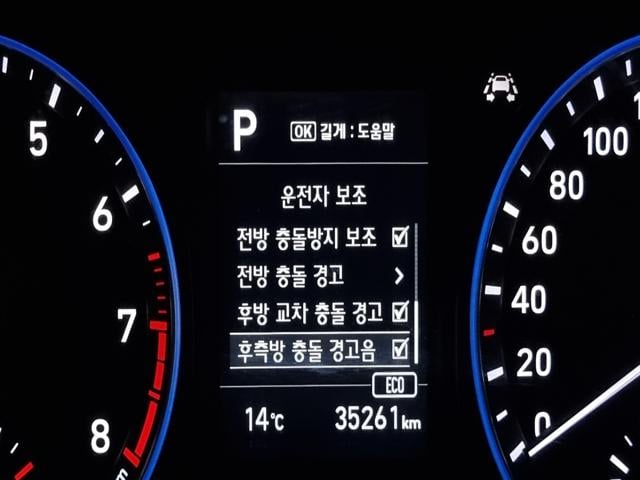 P
OK 길게 : 도움말
운전자 보조
전방 충돌방지 보조
전방 충돌 경고
후방 교차 충돌 경고
후측방 충돌 경고음
ECO
14℃ 35261km
5
6
7
8
100
80
60
40
20
0